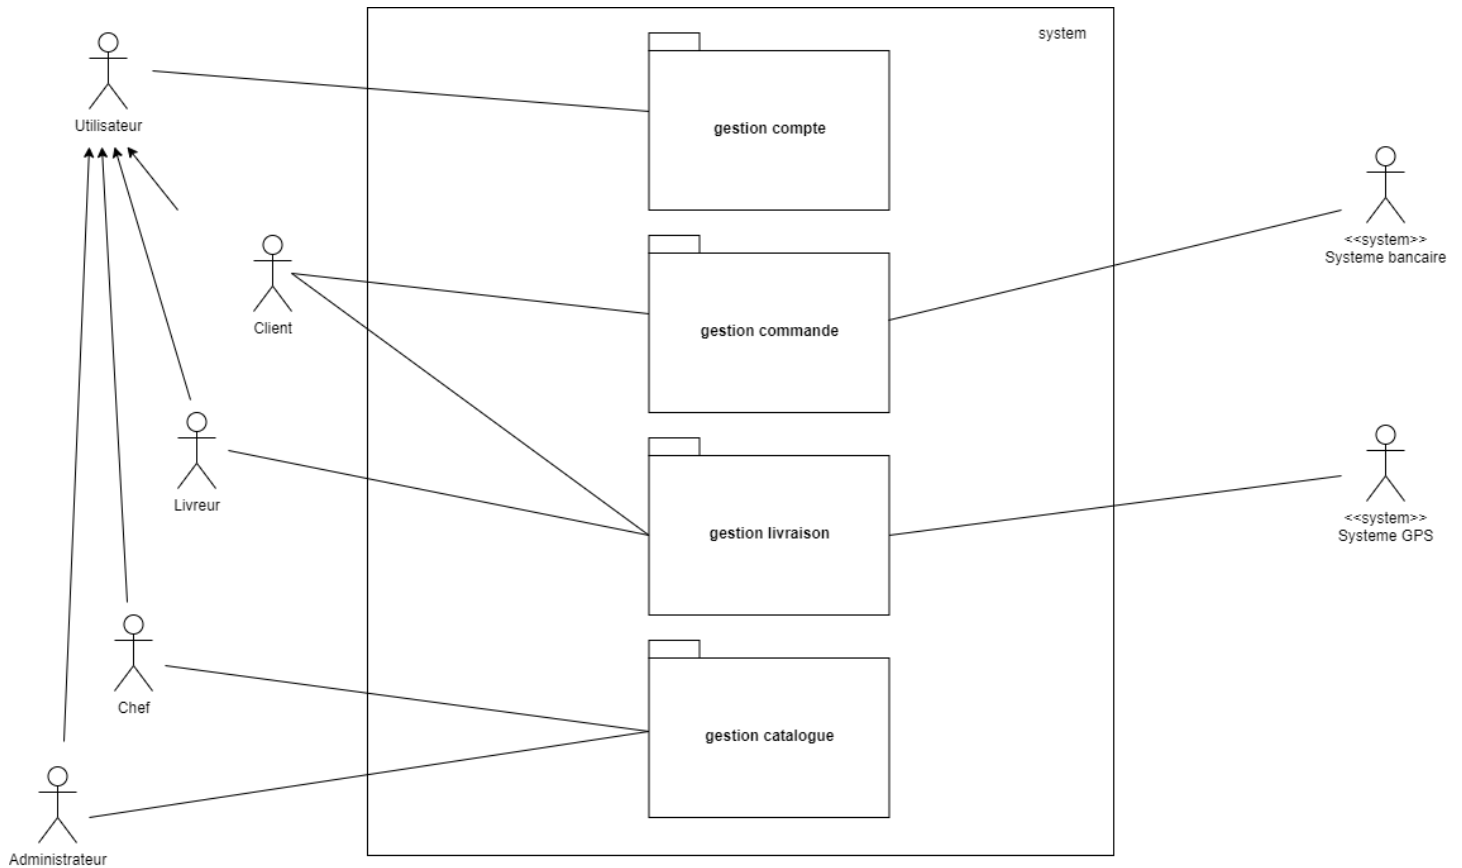 system
Utilisateur
gestion compte
<<system>>
Systeme bancaire
Client
gestion commande
Livreur
gestion livraison
<<system>>
Systeme GPS
Chef
gestion catalogue
Administrateur